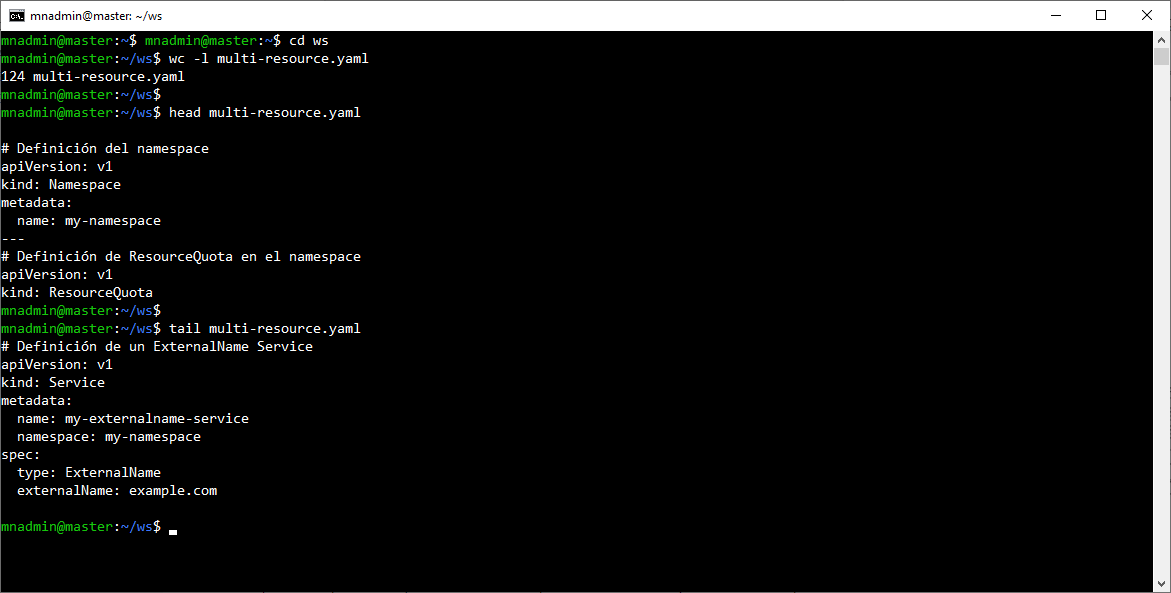 mnadmin@master: ~/ws
mnadmin@master:~$ mnadmin@master:~$ cd ws
mnadmin@master:~/ws$ wc -l multi-resource.yaml
124 multi-resource.yaml
mnadmin@master:~/ws$
mnadmin@master:~/ws$ head multi-resource.yaml

# Definición del namespace
apiVersion: v1
kind: Namespace
metadata:
  name: my-namespace
---
# Definición de ResourceQuota en el namespace
apiVersion: v1
kind: ResourceQuota
mnadmin@master:~/ws$
mnadmin@master:~/ws$ tail multi-resource.yaml
# Definición de un ExternalName Service
apiVersion: v1
kind: Service
metadata:
  name: my-externalname-service
  namespace: my-namespace
spec:
  type: ExternalName
  externalName: example.com

mnadmin@master:~/ws$